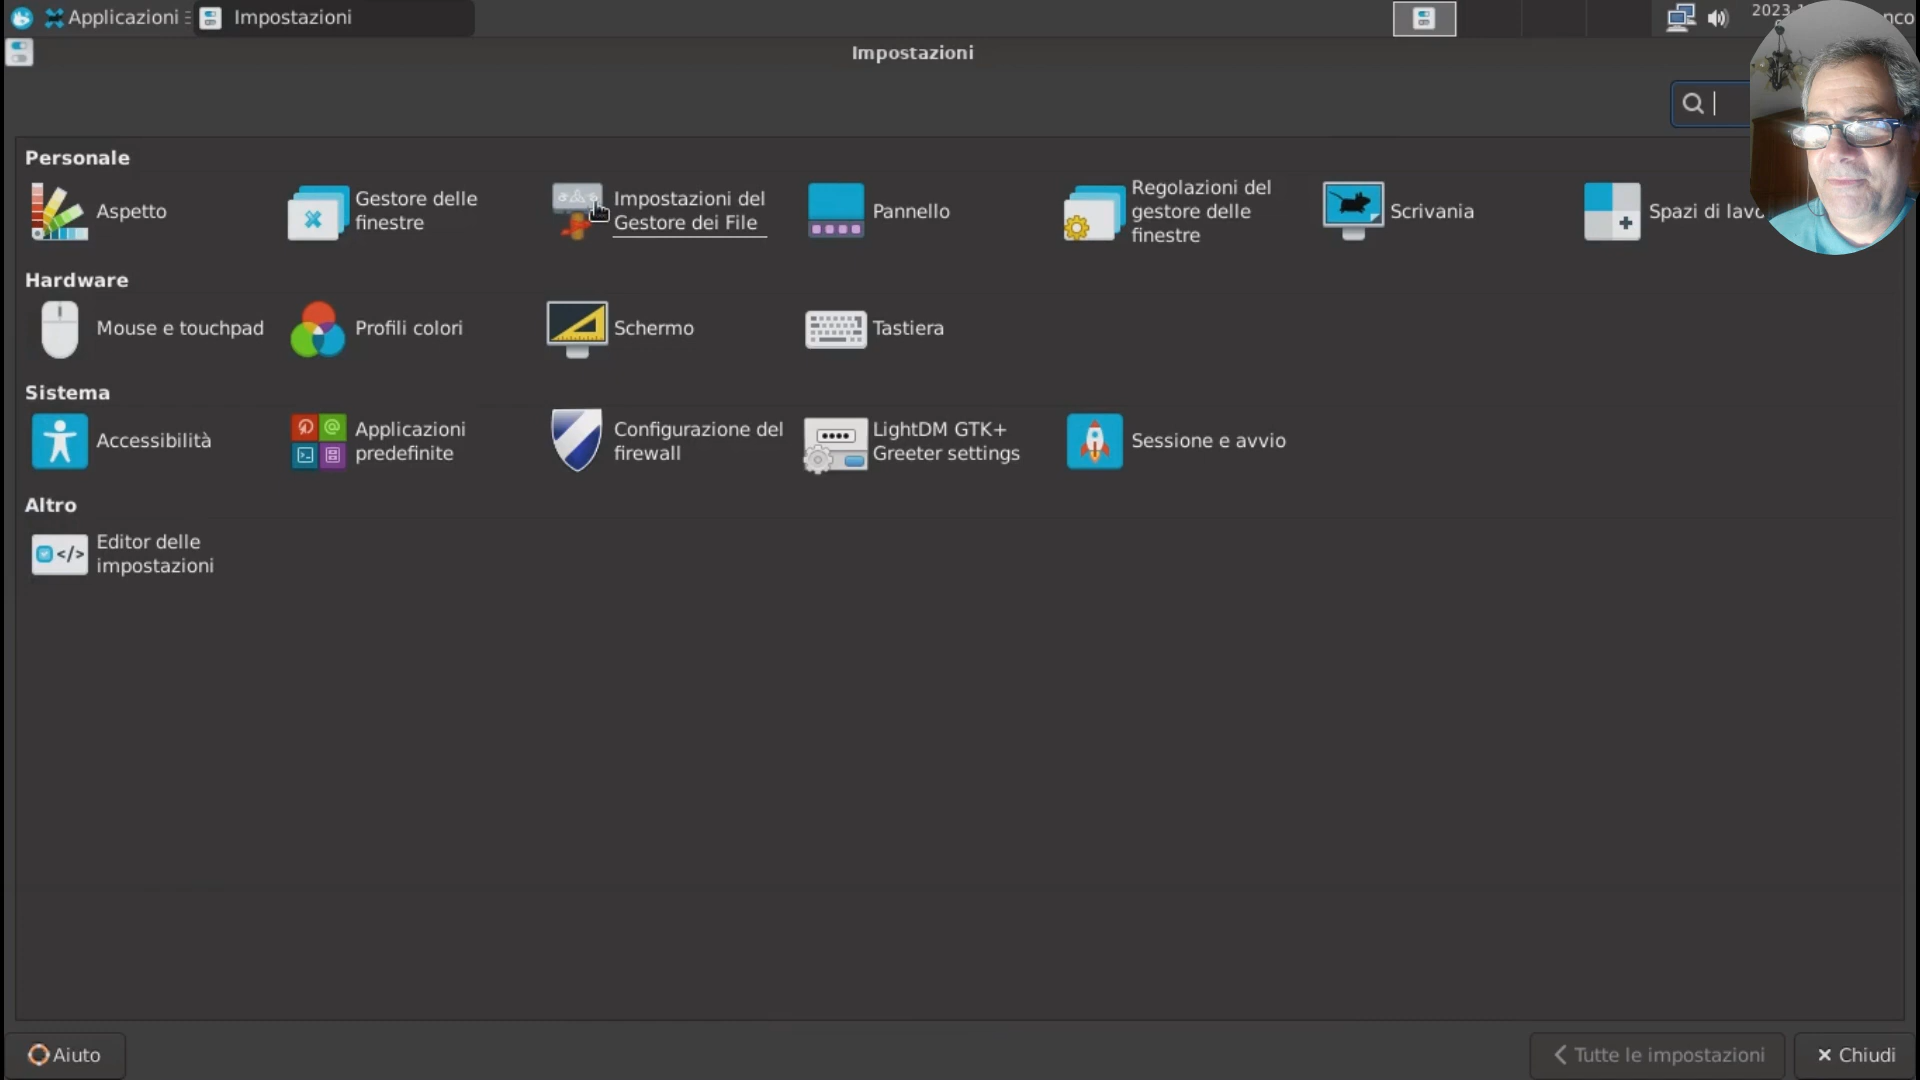 Applicazioni
Impostazioni
2023-
nco
Impostazioni
Personale
Aspetto
Gestore delle
finestre
Impostazioni del
Gestore dei File
Pannello
Regolazioni del
gestore delle
finestre
Scrivania
Spazi di lavo
Hardware
Mouse e touchpad
Profili colori
Schermo
Tastiera
Sistema
Accessibilità
Applicazioni
predefinite
Configurazione del
firewall
LightDM GTK+
Greeter settings
Sessione e avvio
Altro
Editor delle
impostazioni
Aiuto
Tutte le impostazioni
Chiudi